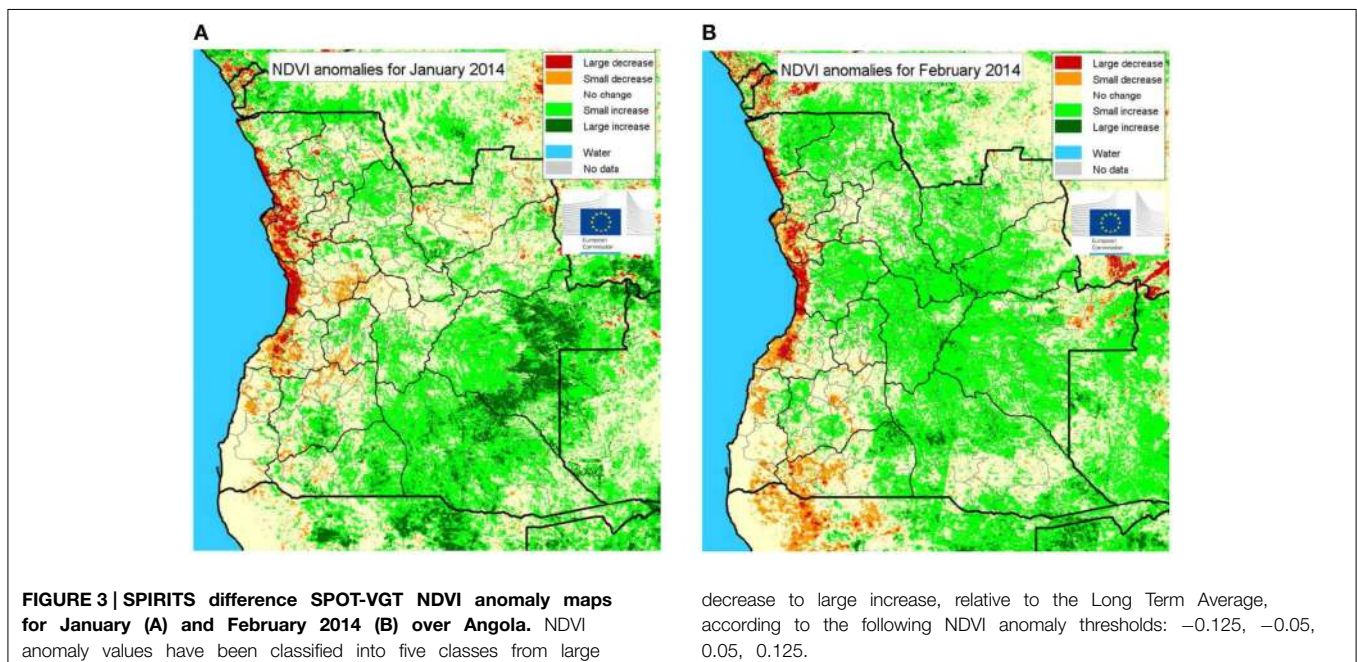 A
NDVI anomalies for January 2014
Large decrease
Small decrease
No change
Small increase
Large increase
Water
No data
European
Commission
B
NDVI anomalies for February 2014
Large decrease
Small decrease
No change
Small increase
Large increase
Water
No data
European
Commission
FIGURE 3 | SPIRITS difference SPOT-VGT NDVI anomaly maps
for January (A) and February 2014 (B) over Angola. NDVI
anomaly values have been classified into five classes from large
decrease to large increase, relative to the Long Term Average,
according to the following NDVI anomaly thresholds: −0.125, −0.05,
0.05, 0.125.